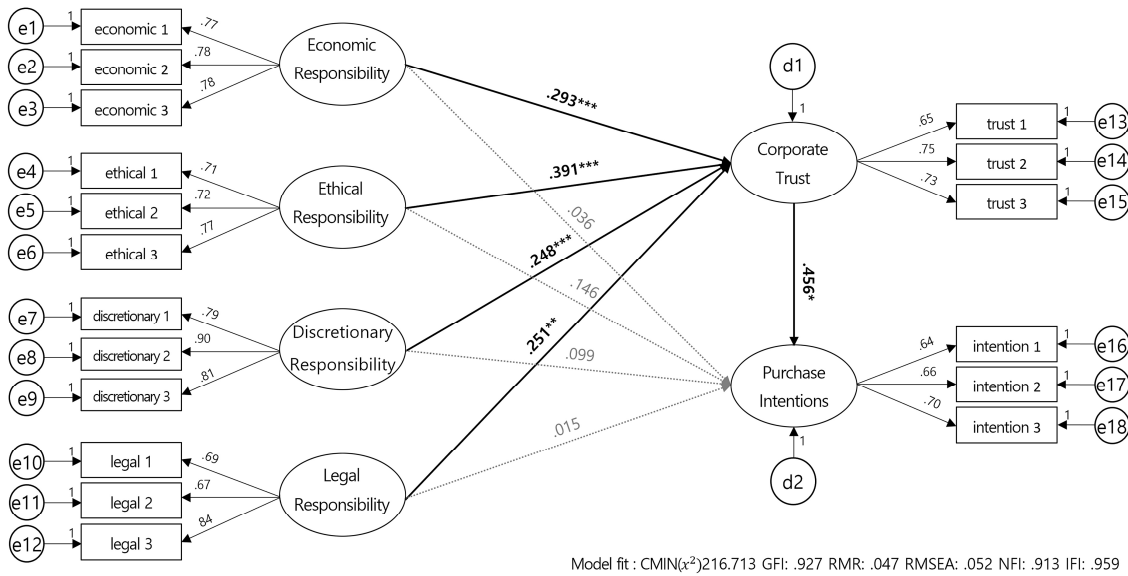 e1
1
economic 1
.77
e2
1
economic 2
.78
e3
1
economic 3
.78
Economic
Responsibility
e4
1
ethical 1
.71
e5
1
ethical 2
.72
e6
1
ethical 3
.77
Ethical
Responsibility
e7
1
discretionary 1
.79
e8
1
discretionary 2
.90
e9
1
discretionary 3
.81
Discretionary
Responsibility
e10
1
legal 1
.69
e11
1
legal 2
.67
e12
1
legal 3
84
Legal
Responsibility
.293***
.391***
.248***
.251**
.036
.146
.099
.015
d1
1
Corporate
Trust
.456*
Purchase
Intentions
1
d2
.65
trust 1
1
e13
.75
trust 2
1
e14
.73
trust 3
1
e15
.64
intention 1
1
e16
.66
intention 2
1
e17
.70
intention 3
1
e18
Model fit : CMIN(x²)216.713 GFI: .927 RMR: .047 RMSEA: .052 NFI: .913 IFI: .959